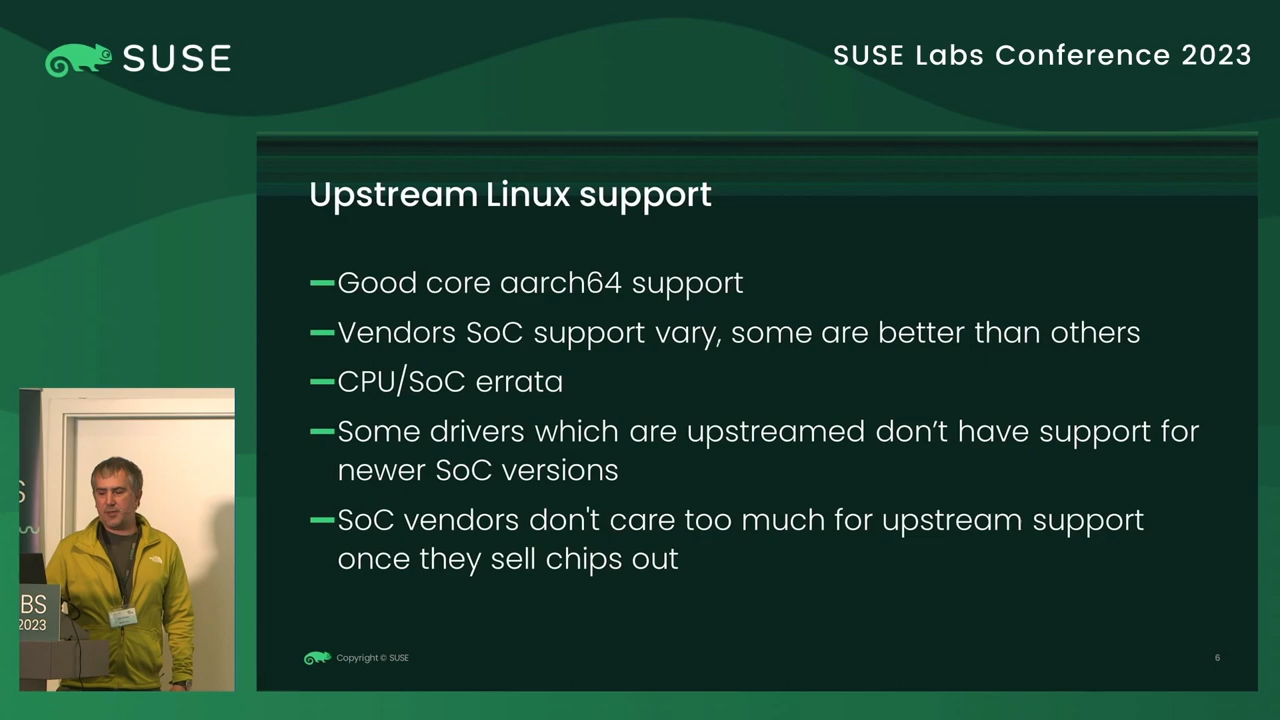 SUSE
SUSE Labs Conference 2023
Upstream Linux support
Good core aarch64 support
Vendors SoC support vary, some are better than others
CPU/SoC errata
Some drivers which are upstreamed don’t have support for
newer SoC versions
SoC vendors don't care too much for upstream support
once they sell chips out
S
BS
2023
Copyright © SUSE
6